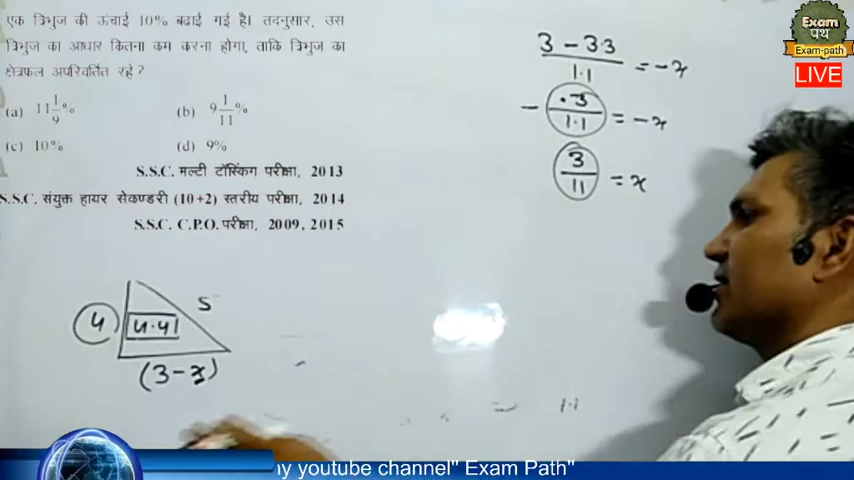 एक त्रिभुज की ऊंचाई 10% बढाई गई है। तदनुसार, उस
त्रिभुज का आधार कितना कम करना होगा, ताकि त्रिभुज का
क्षेत्रफल अपरिवर्तित रहे?
(a) 11 1/9 %
(b) 9 1/11 %
(c) 10%
(d) 9%
S.S.C. मल्टी टॉस्किंग परीक्षा, 2013
S.S.C. संयुक्त हायर सेकण्डरी (10+2) स्तरीय परीक्षा, 2014
S.S.C. C.P.O. परीक्षा, 2009, 2015
3 - 3.3 / 1.1 = -x
- .3 / 1.1 = -x
3 / 11 = x
4
4.4
5
(3-x)
1.1
Exam
पथ
Exam-path
LIVE
my youtube channel" Exam Path"